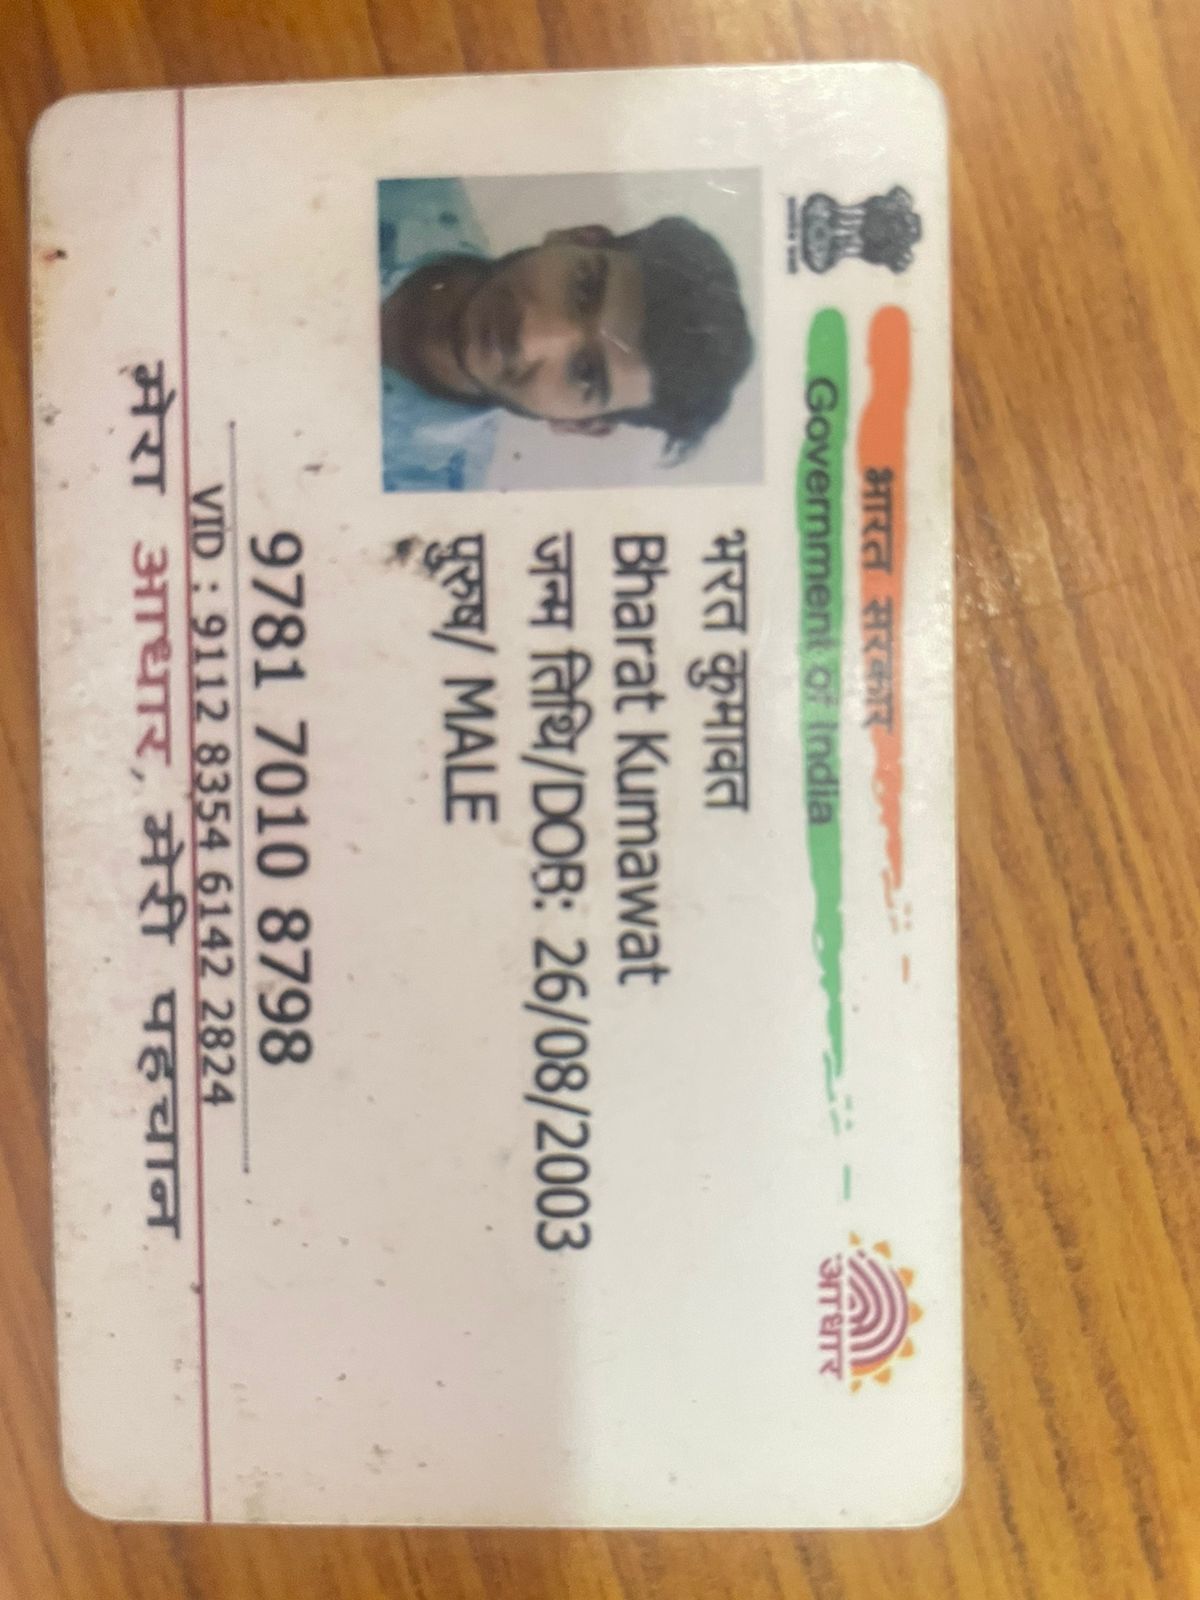 भारत सरकार
Government of India
आधार
भरत कुमावत
Bharat Kumawat
जन्म तिथि/DOB: 26/08/2003
पुरुष/ MALE
9781 7010 8798
VID : 9112 8354 6142 2824
मेरा आधार, मेरी पहचान